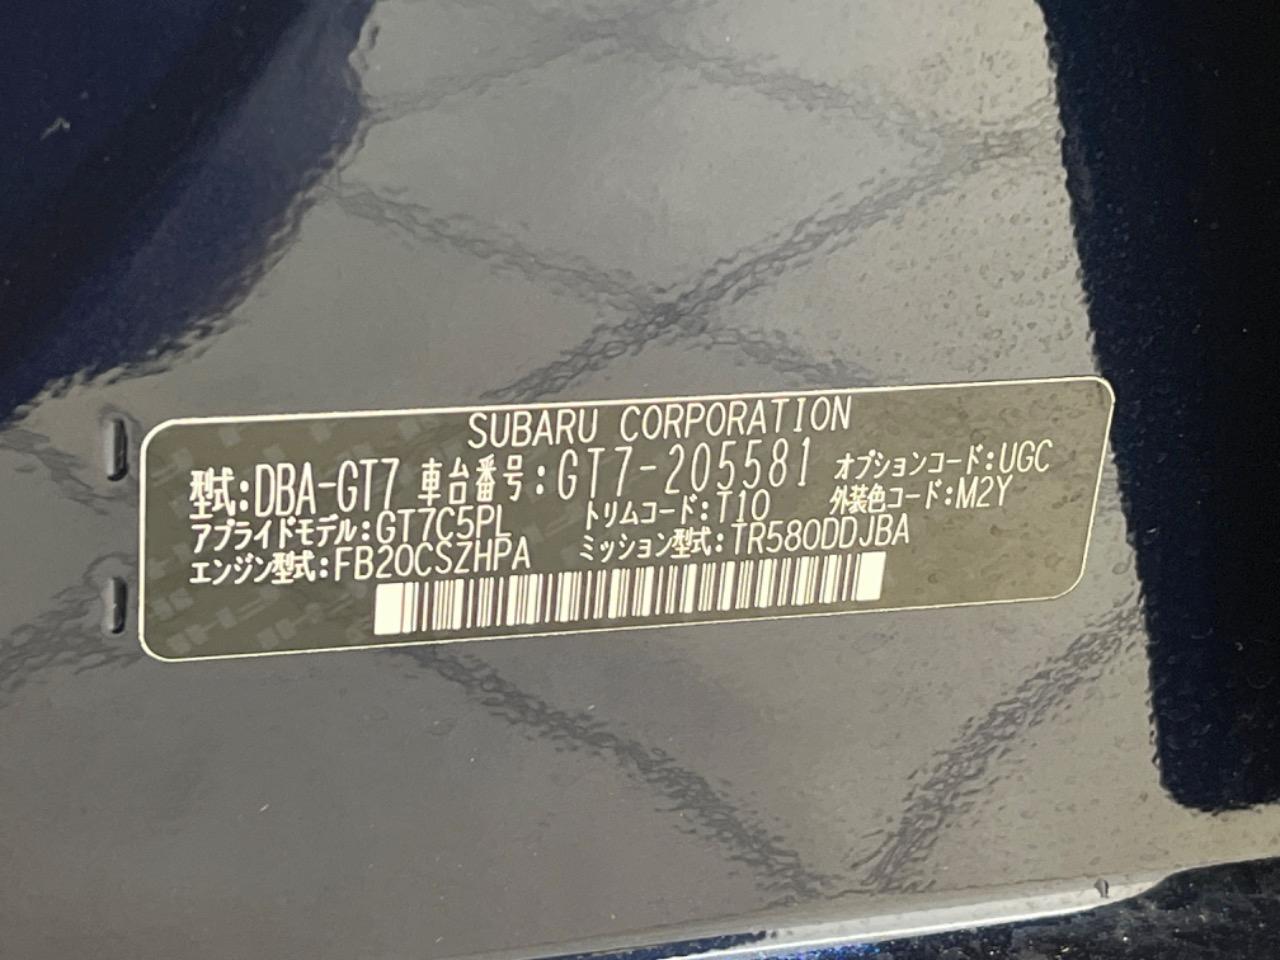 SUBARU CORPORATION
型式:DBA-GT7 車台番号:GT7-205581 オプションコード:UGC
アプライドモデル:GT7C5PL トリムコード:T10 外装色コード:M2Y
エンジン型式:FB20CSZHPA ミッション型式:TR580DDJBA